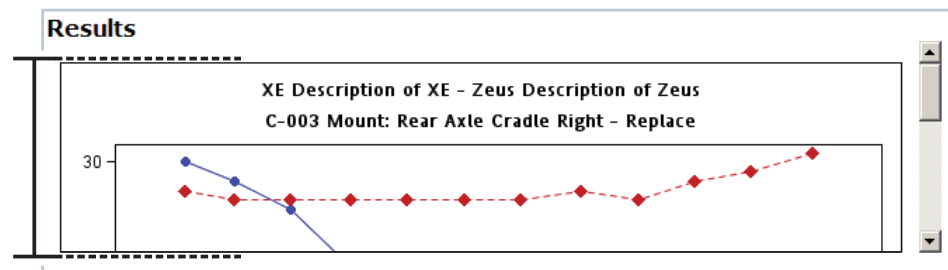 Results
XE Description of XE - Zeus Description of Zeus
C-003 Mount: Rear Axle Cradle Right - Replace
30